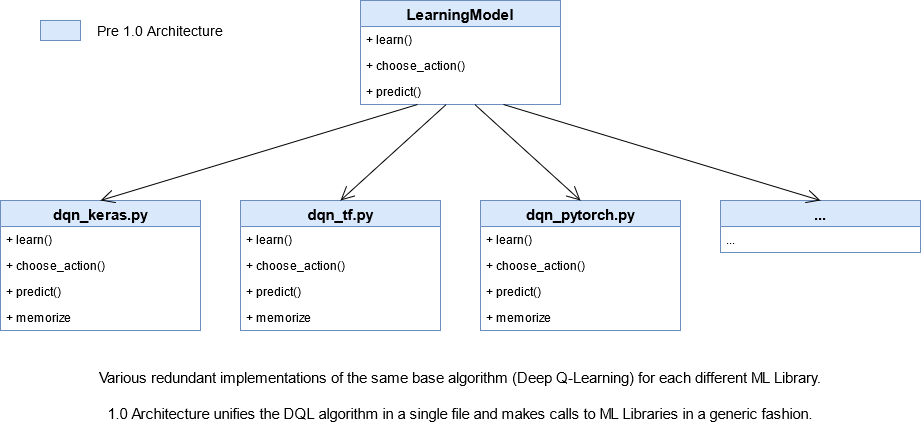 Pre 1.0 Architecture
LearningModel
+ learn()
+ choose_action()
+ predict()
dqn_keras.py
+ learn()
+ choose_action()
+ predict()
+ memorize
dqn_tf.py
+ learn()
+ choose_action()
+ predict()
+ memorize
dqn_pytorch.py
+ learn()
+ choose_action()
+ predict()
+ memorize
...
...
Various redundant implementations of the same base algorithm (Deep Q-Learning) for each different ML Library.
1.0 Architecture unifies the DQL algorithm in a single file and makes calls to ML Libraries in a generic fashion.